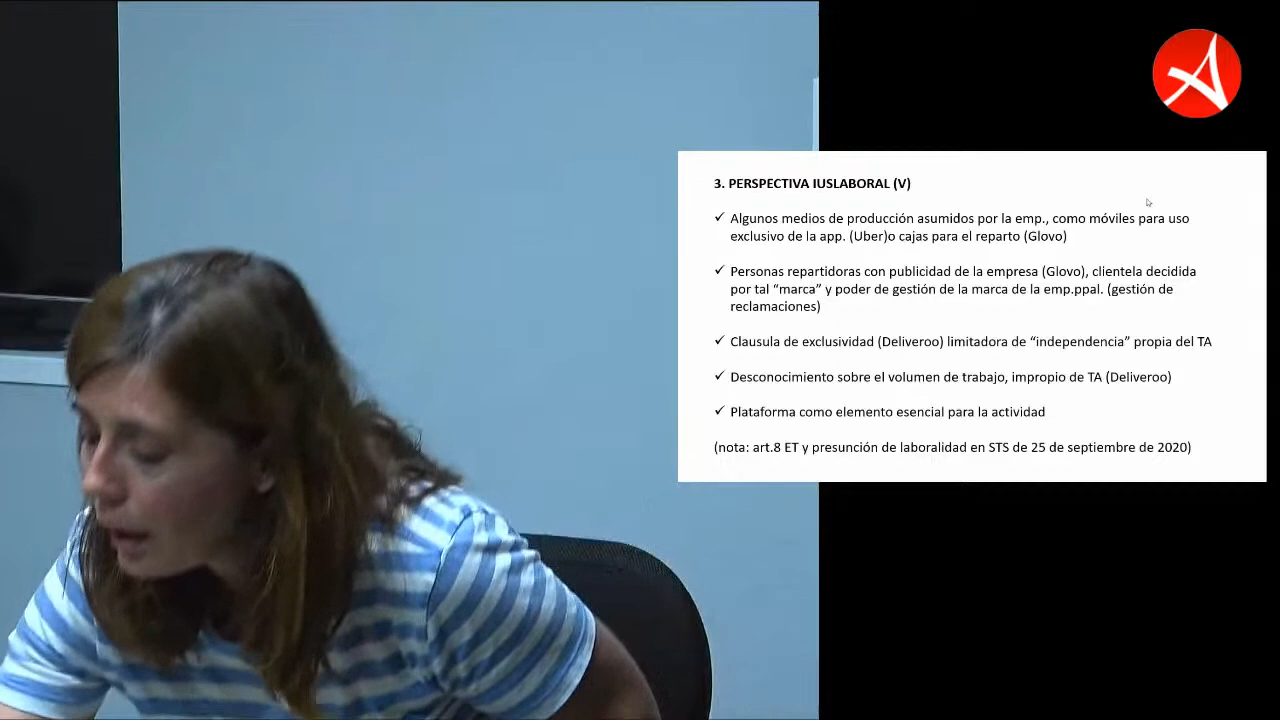 3. PERSPECTIVA IUSLABORAL (V)
✓ Algunos medios de producción asumidos por la emp., como móviles para uso
exclusivo de la app. (Uber)o cajas para el reparto (Glovo)
✓ Personas repartidoras con publicidad de la empresa (Glovo), clientela decidida
por tal “marca” y poder de gestión de la marca de la emp.ppal. (gestión de
reclamaciones)
✓ Clausula de exclusividad (Deliveroo) limitadora de “independencia” propia del TA
✓ Desconocimiento sobre el volumen de trabajo, impropio de TA (Deliveroo)
✓ Plataforma como elemento esencial para la actividad
(nota: art.8 ET y presunción de laboralidad en STS de 25 de septiembre de 2020)